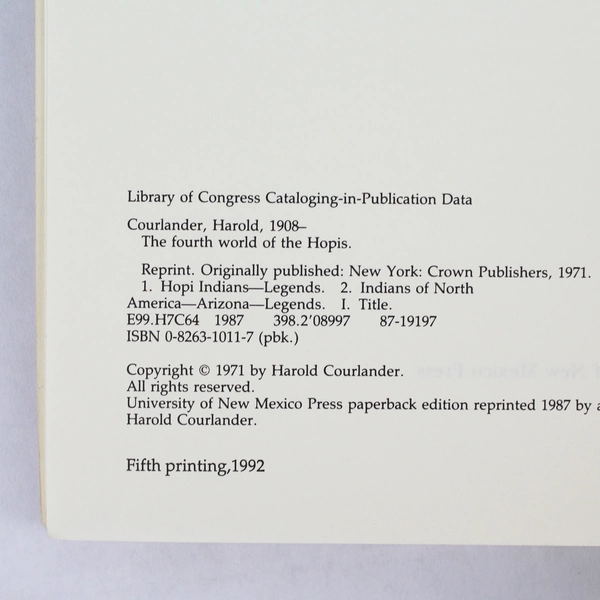 Library of Congress Cataloging-in-Publication Data
Courlander, Harold, 1908–
The fourth world of the Hopis.
Reprint. Originally published: New York: Crown Publishers, 1971.
1. Hopi Indians—Legends. 2. Indians of North
America—Arizona—Legends. I. Title.
E99.H7C64 1987 398.2'08997 87-19197
ISBN 0-8263-1011-7 (pbk.)
Copyright © 1971 by Harold Courlander.
All rights reserved.
University of New Mexico Press paperback edition reprinted 1987 by
Harold Courlander.
Fifth printing,1992